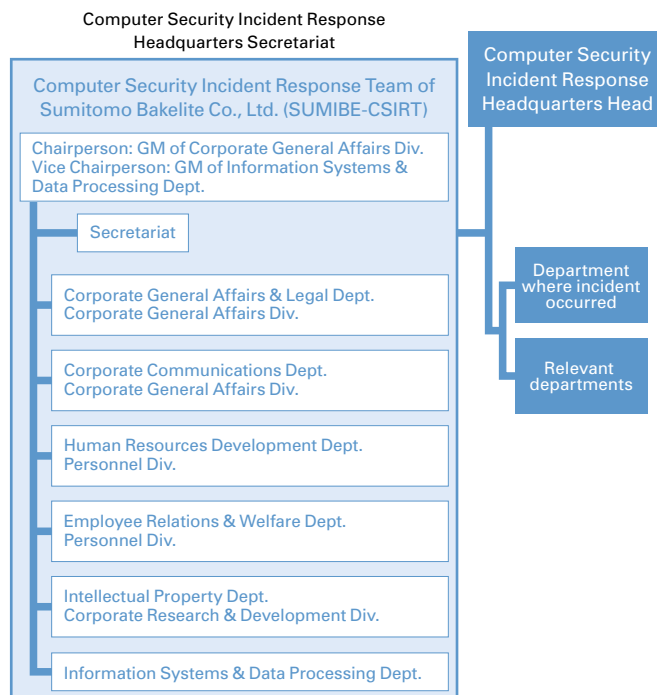 Computer Security Incident Response
Headquarters Secretariat
Computer Security Incident Response Team of
Sumitomo Bakelite Co., Ltd. (SUMIBE-CSIRT)
Chairperson: GM of Corporate General Affairs Div.
Vice Chairperson: GM of Information Systems &
Data Processing Dept.
Secretariat
Corporate General Affairs & Legal Dept.
Corporate General Affairs Div.
Corporate Communications Dept.
Corporate General Affairs Div.
Human Resources Development Dept.
Personnel Div.
Employee Relations & Welfare Dept.
Personnel Div.
Intellectual Property Dept.
Corporate Research & Development Div.
Information Systems & Data Processing Dept.
Computer Security
Incident Response
Headquarters Head
Department
where incident
occurred
Relevant
departments